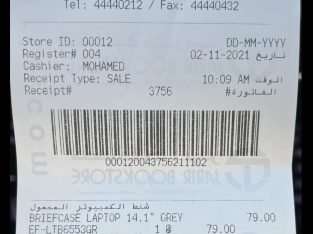 Tel: 44440212 / Fax: 44440432
Store ID: 00012 DD-MM-YYYY
Register# 004 02-11-2021 تاريخ
Cashier: MOHAMED
Receipt Type: SALE 10:09 AM الوقت
Receipt# 3756 الفاتورة#
000120043756211102
JARIR BOOKSTORE
شنط الكمبيوتر المحمول
BRIEFCASE LAPTOP 14.1" GREY 79.00
EF-LTB6553GR 1 @ 79.00